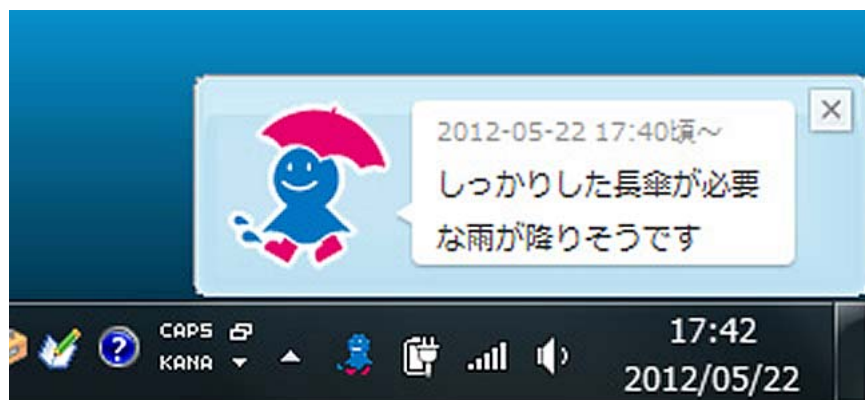 2012-05-22 17:40頃～
しっかりした長傘が必要
な雨が降りそうです
?
CAPS
KANA
17:42
2012/05/22